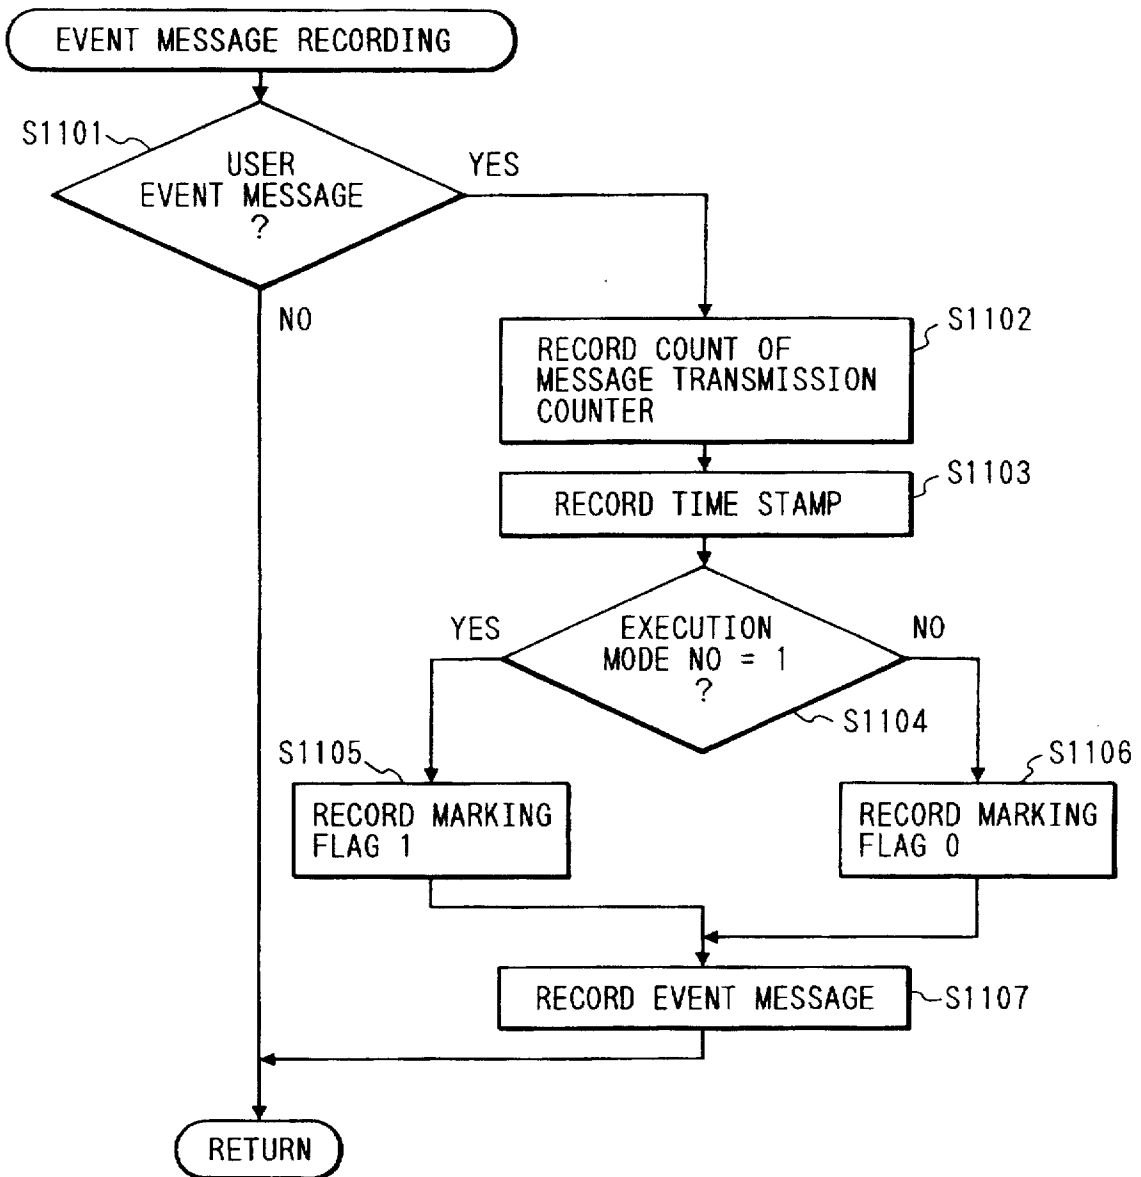 EVENT MESSAGE RECORDING
S1101
USER
EVENT MESSAGE
?
YES
NO
S1102
RECORD COUNT OF
MESSAGE TRANSMISSION
COUNTER
S1103
RECORD TIME STAMP
YES
EXECUTION
MODE NO = 1
?
NO
S1104
S1105
RECORD MARKING
FLAG 1
S1106
RECORD MARKING
FLAG 0
RECORD EVENT MESSAGE
S1107
RETURN